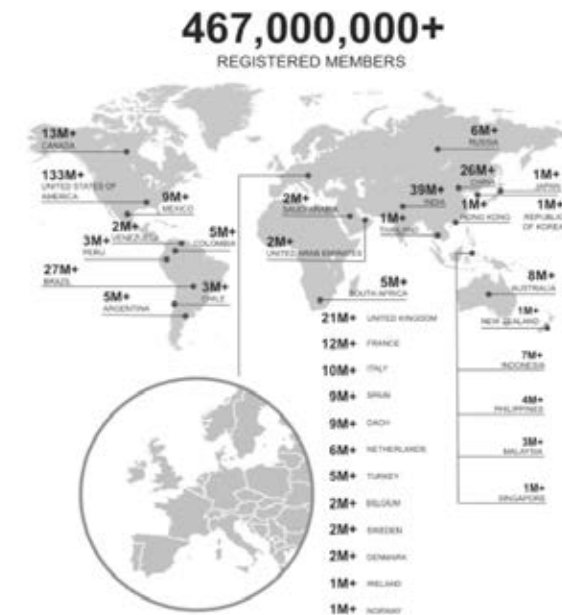 467,000,000+
REGISTERED MEMBERS
13M+
CANADA
133M+
UNITED STATES OF
AMERICA
9M+
MEXICO
2M+
VENEZUELA
5M+
COLOMBIA
3M+
PERU
27M+
BRAZIL
3M+
CHILE
5M+
ARGENTINA
6M+
RUSSIA
26M+
CHINA
1M+
JAPAN
39M+
INDIA
1M+
HONG KONG
1M+
REPUBLIC
OF KOREA
2M+
SAUDI ARABIA
1M+
THAILAND
2M+
UNITED ARAB EMIRATES
5M+
SOUTH AFRICA
8M+
AUSTRALIA
1M+
NEW ZEALAND
21M+ UNITED KINGDOM
12M+ FRANCE
10M+ ITALY
9M+ SPAIN
9M+ DACH
6M+ NETHERLANDS
5M+ TURKEY
2M+ BELGIUM
2M+ SWEDEN
2M+ DENMARK
1M+ IRELAND
1M+ NORWAY
7M+
INDONESIA
4M+
PHILIPPINES
3M+
MALAYSIA
1M+
SINGAPORE